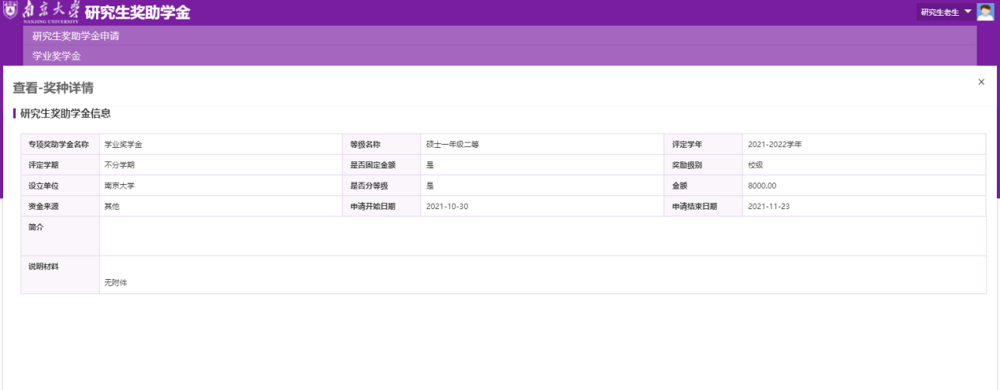 南京大学 研究生奖助学金
NANJING UNIVERSITY
研究生老生
研究生奖助学金申请
学业奖学金
查看-奖种详情
×
研究生奖助学金信息
专项奖助学金名称 学业奖学金 等级名称 硕士一年级二等 评定学年 2021-2022学年
评定学期 不分学期 是否固定金额 是 奖励级别 校级
设立单位 南京大学 是否分等级 是 金额 8000.00
资金来源 其他 申请开始日期 2021-10-30 申请结束日期 2021-11-23
简介
说明材料
无附件